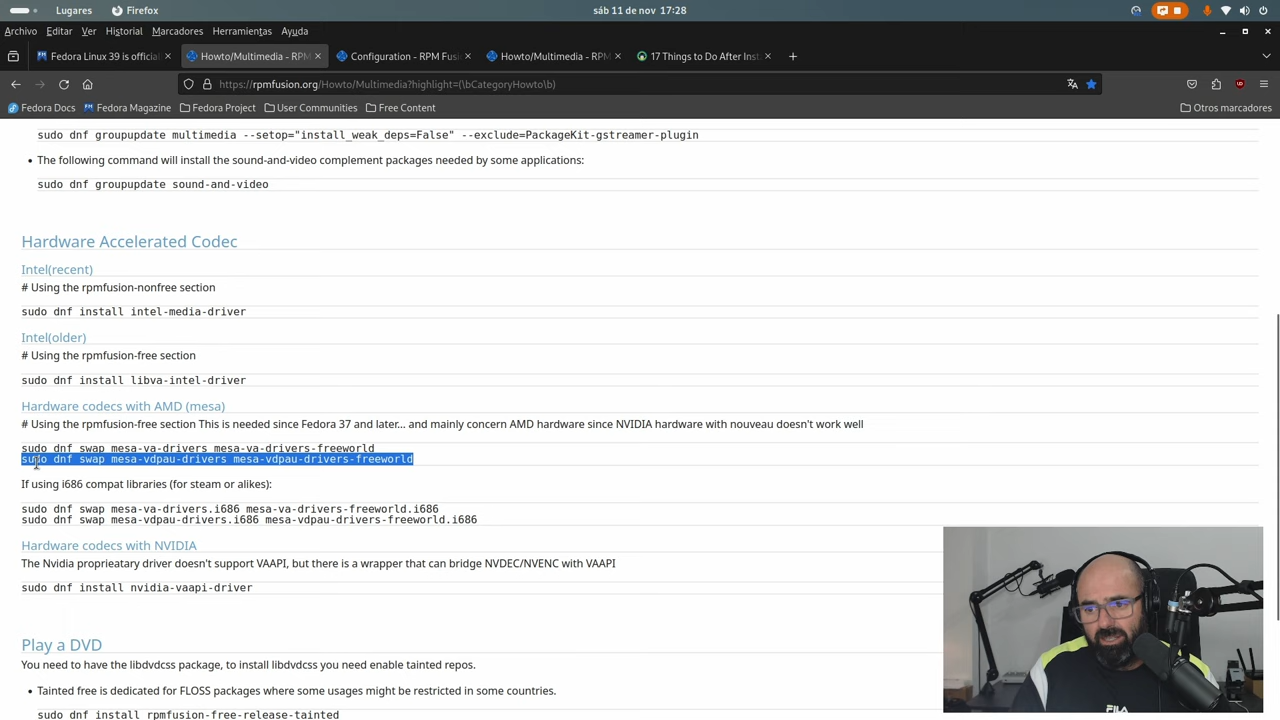 Lugares
Firefox
sáb 11 de nov 17:28
Archivo Editar Ver Historial Marcadores Herramientas Ayuda
Fedora Linux 39 is officia
Howto/Multimedia - RPM
Configuration - RPM Fus
Howto/Multimedia - RPM
17 Things to Do After Inst
https://rpmfusion.org/Howto/Multimedia?highlight=(\bCategoryHowto\b)
Fedora Docs
Fedora Magazine
Fedora Project
User Communities
Free Content
Otros marcadores
sudo dnf groupupdate multimedia --setop="install_weak_deps=False" --exclude=PackageKit-gstreamer-plugin
• The following command will install the sound-and-video complement packages needed by some applications:
sudo dnf groupupdate sound-and-video
Hardware Accelerated Codec
Intel(recent)
# Using the rpmfusion-nonfree section
sudo dnf install intel-media-driver
Intel(older)
# Using the rpmfusion-free section
sudo dnf install libva-intel-driver
Hardware codecs with AMD (mesa)
# Using the rpmfusion-free section This is needed since Fedora 37 and later... and mainly concern AMD hardware since NVIDIA hardware with nouveau doesn't work well
sudo dnf swap mesa-va-drivers mesa-va-drivers-freeworld
sudo dnf swap mesa-vdpau-drivers mesa-vdpau-drivers-freeworld
If using i686 compat libraries (for steam or alikes):
sudo dnf swap mesa-va-drivers.i686 mesa-va-drivers-freeworld.i686
sudo dnf swap mesa-vdpau-drivers.i686 mesa-vdpau-drivers-freeworld.i686
Hardware codecs with NVIDIA
The Nvidia proprieatary driver doesn't support VAAPI, but there is a wrapper that can bridge NVDEC/NVENC with VAAPI
sudo dnf install nvidia-vaapi-driver
Play a DVD
You need to have the libdvdcss package, to install libdvdcss you need enable tainted repos.
• Tainted free is dedicated for FLOSS packages where some usages might be restricted in some countries.
sudo dnf install rpmfusion-free-release-tainted
FILA